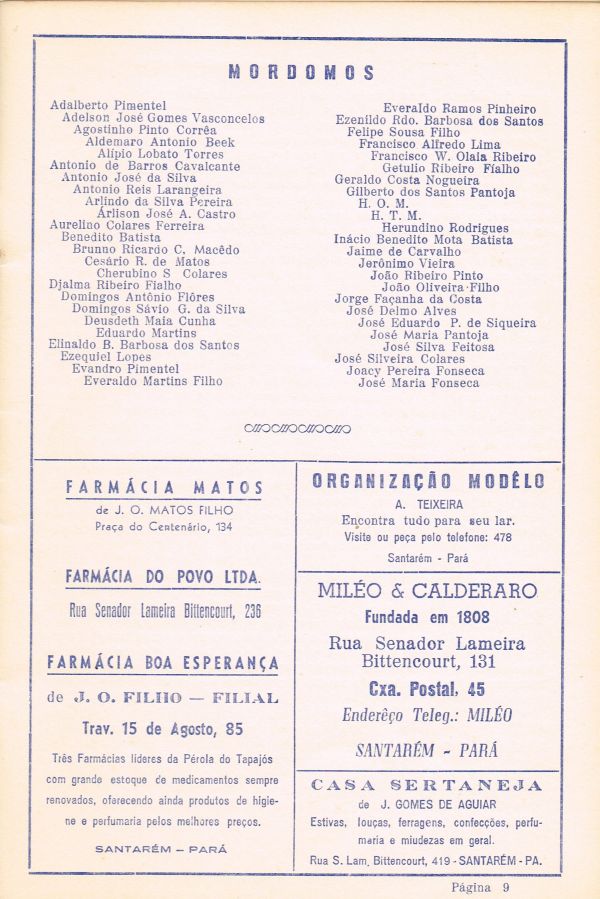 MORDOMOS
Adalberto Pimentel
Adelson José Gomes Vasconcelos
Agostinho Pinto Corrêa
Aldemaro Antonio Beek
Alípio Lobato Torres
Antonio de Barros Cavalcante
Antonio José da Silva
Antonio Reis Larangeira
Arlindo da Silva Pereira
Árlison José A. Castro
Aurelino Colares Ferreira
Benedito Batista
Brunno Ricardo C. Macêdo
Cesário R. de Matos
Cherubino S Colares
Djalma Ribeiro Fialho
Domingos Antônio Flôres
Domingos Sávio G. da Silva
Deusdeth Maia Cunha
Eduardo Martins
Elinaldo B. Barbosa dos Santos
Ezequiel Lopes
Evandro Pimentel
Everaldo Martins Filho
Everaldo Ramos Pinheiro
Ezenildo Rdo. Barbosa dos Santos
Felipe Sousa Filho
Francisco Alfredo Lima
Francisco W. Olaia Ribeiro
Getulio Ribeiro Fialho
Geraldo Costa Nogueira
Gilberto dos Santos Pantoja
H. O. M.
H. T. M.
Herundino Rodrigues
Inácio Benedito Mota Batista
Jaime de Carvalho
Jerônimo Vieira
João Ribeiro Pinto
João Oliveira Filho
Jorge Façanha da Costa
José Delmo Alves
José Eduardo P. de Siqueira
José Maria Pantoja
José Silva Feitosa
José Silveira Colares
Joacy Pereira Fonseca
José Maria Fonseca
FARMÁCIA MATOS
de J. O. MATOS FILHO
Praça do Centenário, 134
FARMÁCIA DO POVO LTDA.
Rua Senador Lameira Bittencourt, 236
FARMÁCIA BOA ESPERANÇA
de J. O. FILHO — FILIAL
Trav. 15 de Agosto, 85
Três Farmácias líderes da Pérola do Tapajós
com grande estoque de medicamentos sempre
renovados, oferecendo ainda produtos de higie-
ne e perfumaria pelos melhores preços.
SANTARÉM — PARÁ
ORGANIZAÇÃO MODÊLO
A. TEIXEIRA
Encontra tudo para seu lar.
Visite ou peça pelo telefone: 478
Santarém - Pará
MILÉO & CALDERARO
Fundada em 1808
Rua Senador Lameira
Bittencourt, 131
Cxa. Postal, 45
Enderêço Teleg.: MILÉO
SANTARÉM - PARÁ
CASA SERTANEJA
de J. GOMES DE AGUIAR
Estivas, louças, ferragens, confecções, perfu-
maria e miudezas em geral.
Rua S. Lam, Bittencourt, 419 - SANTARÉM - PA.
Página 9